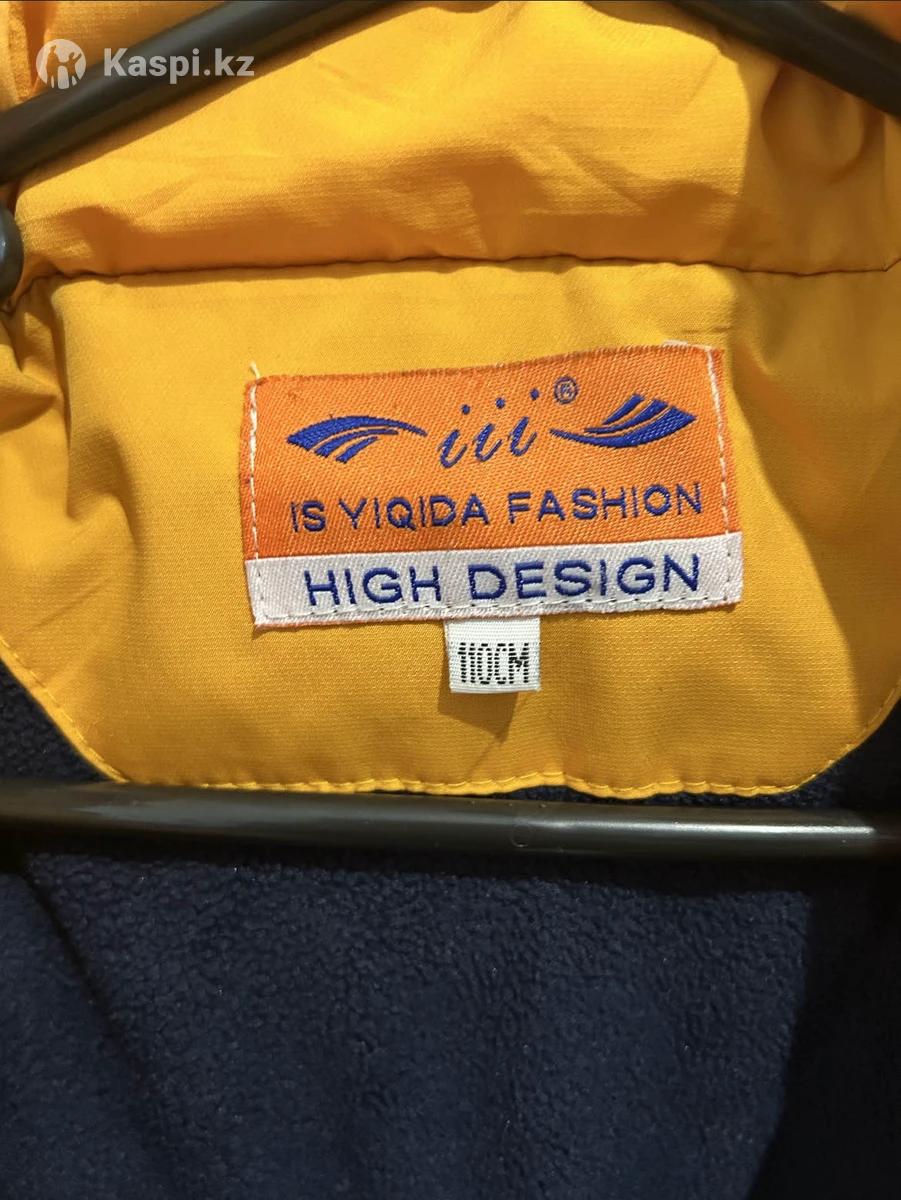 Kaspi.kz
iii®
IS YIQIDA FASHION
HIGH DESIGN
110CM